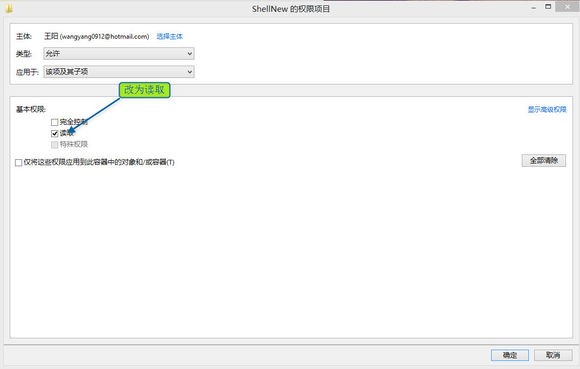 ShellNew 的权限项目
主体: 王阳 (wangyang0912@hotmail.com) 选择主体
类型: 允许
应用于: 该项及其子项
改为读取
基本权限: 显示高级权限
完全控制
读取
特殊权限
仅将这些权限应用到此容器中的对象和/或容器(T)
全部清除
确定 取消